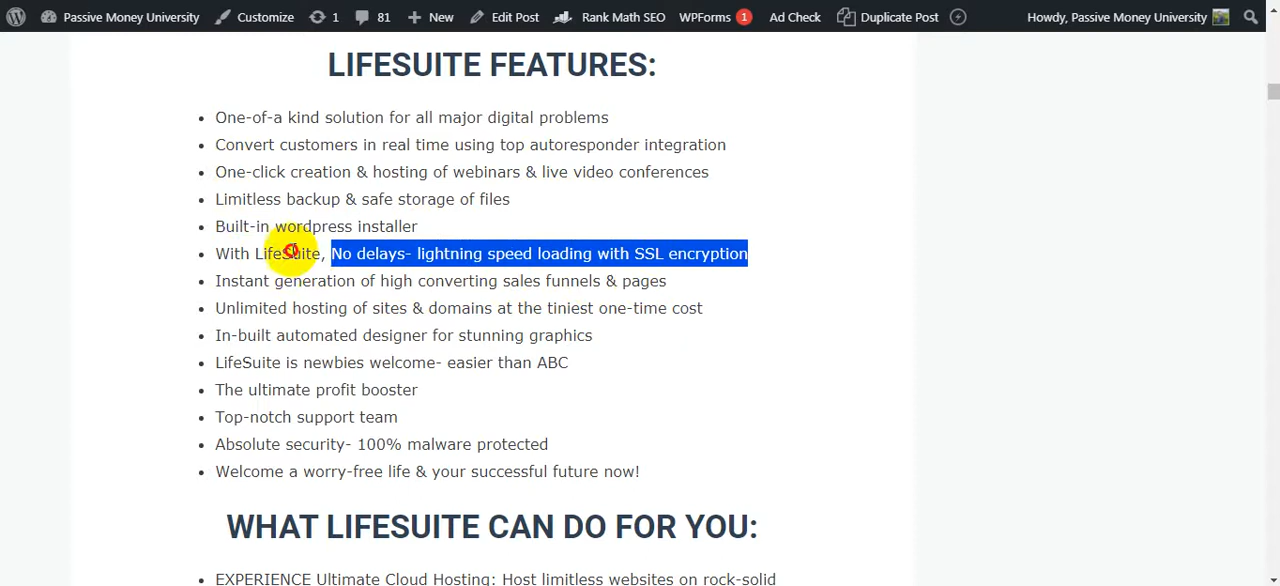 Passive Money University Customize 1 81 New Edit Post Rank Math SEO WPForms 1 Ad Check Duplicate Post Howdy, Passive Money University
LIFESUITE FEATURES:
One-of-a kind solution for all major digital problems
Convert customers in real time using top autoresponder integration
One-click creation & hosting of webinars & live video conferences
Limitless backup & safe storage of files
Built-in wordpress installer
With LifeSuite, No delays- lightning speed loading with SSL encryption
Instant generation of high converting sales funnels & pages
Unlimited hosting of sites & domains at the tiniest one-time cost
In-built automated designer for stunning graphics
LifeSuite is newbies welcome- easier than ABC
The ultimate profit booster
Top-notch support team
Absolute security- 100% malware protected
Welcome a worry-free life & your successful future now!
WHAT LIFESUITE CAN DO FOR YOU:
EXPERIENCE Ultimate Cloud Hosting: Host limitless websites on rock-solid